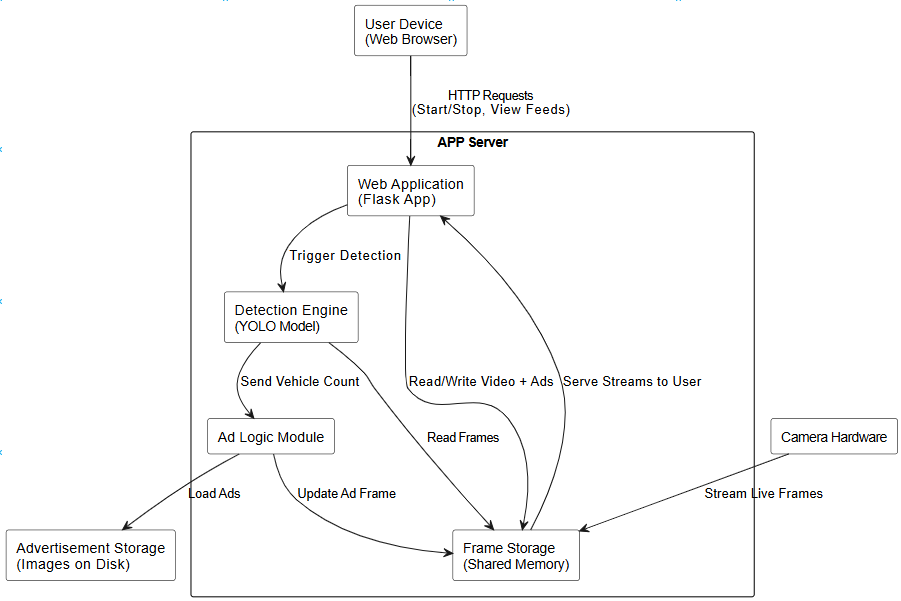 User Device
(Web Browser)
HTTP Requests
(Start/Stop, View Feeds)
APP Server
Web Application
(Flask App)
Trigger Detection
Detection Engine
(YOLO Model)
Send Vehicle Count
Read/Write Video + Ads
Serve Streams to User
Ad Logic Module
Read Frames
Camera Hardware
Load Ads
Update Ad Frame
Stream Live Frames
Advertisement Storage
(Images on Disk)
Frame Storage
(Shared Memory)